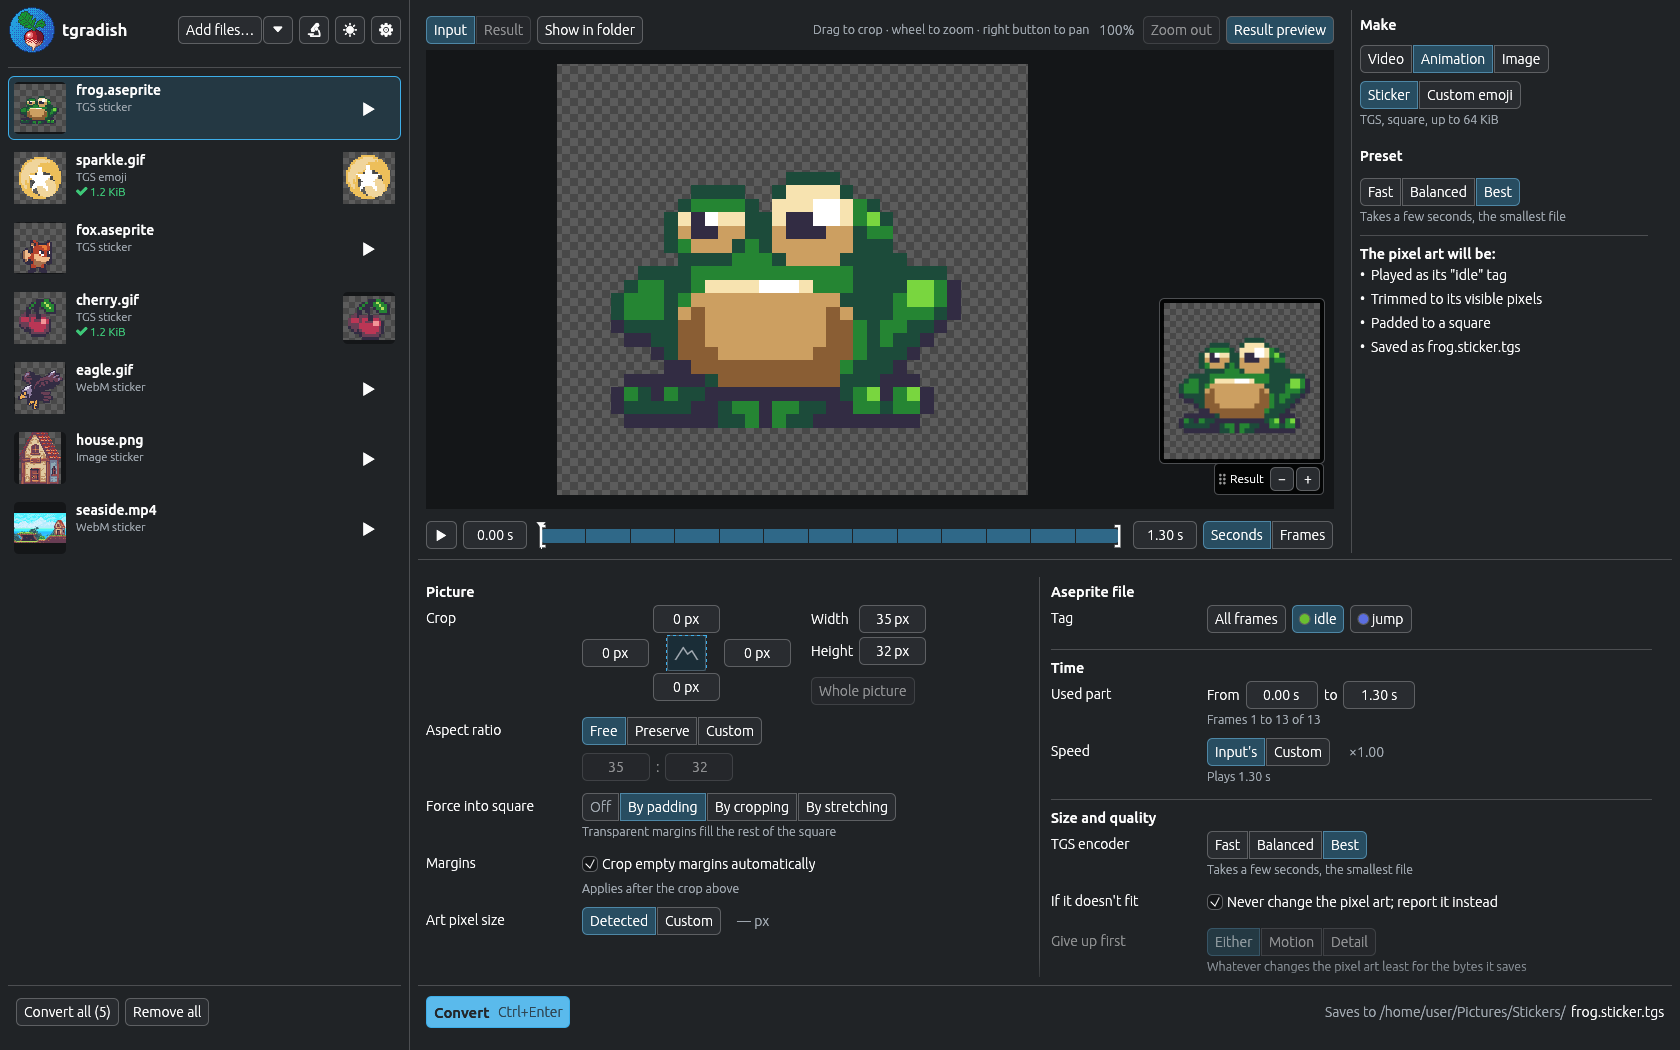 tgradish
Add files...
frog.aseprite
TGS sticker
sparkle.gif
TGS emoji
1.2 KiB
fox.aseprite
TGS sticker
cherry.gif
TGS sticker
1.2 KiB
eagle.gif
WebM sticker
house.png
Image sticker
seaside.mp4
WebM sticker
Convert all (5)
Remove all
Input
Result
Show in folder
Drag to crop · wheel to zoom · right button to pan
100%
Zoom out
Result preview
Result
−
+
0.00 s
1.30 s
Seconds
Frames
Make
Video
Animation
Image
Sticker
Custom emoji
TGS, square, up to 64 KiB
Preset
Fast
Balanced
Best
Takes a few seconds, the smallest file
The pixel art will be:
• Played as its "idle" tag
• Trimmed to its visible pixels
• Padded to a square
• Saved as frog.sticker.tgs
Picture
Crop
0 px
0 px
0 px
0 px
Width
35 px
Height
32 px
Whole picture
Aspect ratio
Free
Preserve
Custom
35 : 32
Force into square
Off
By padding
By cropping
By stretching
Transparent margins fill the rest of the square
Margins
Crop empty margins automatically
Applies after the crop above
Art pixel size
Detected
Custom
— px
Aseprite file
Tag
All frames
idle
jump
Time
Used part
From 0.00 s to 1.30 s
Frames 1 to 13 of 13
Speed
Input's
Custom
×1.00
Plays 1.30 s
Size and quality
TGS encoder
Fast
Balanced
Best
Takes a few seconds, the smallest file
If it doesn't fit
Never change the pixel art; report it instead
Give up first
Either
Motion
Detail
Whatever changes the pixel art least for the bytes it saves
Convert Ctrl+Enter
Saves to /home/user/Pictures/Stickers/ frog.sticker.tgs